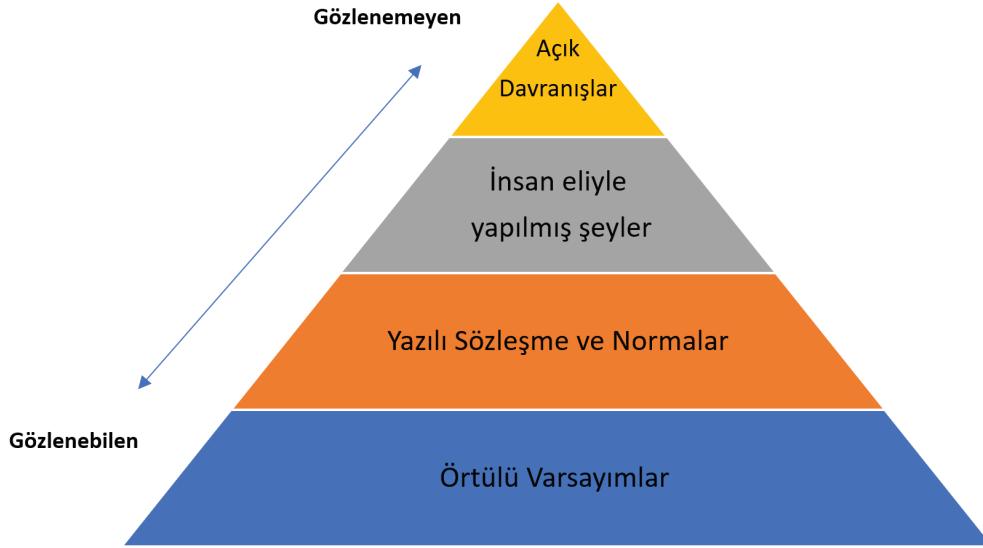 Gözlenemeyen
Açık
Davranışlar
İnsan eliyle
yapılmış şeyler
Yazılı Sözleşme ve Normalar
Gözlenebilen
Örtülü Varsayımlar